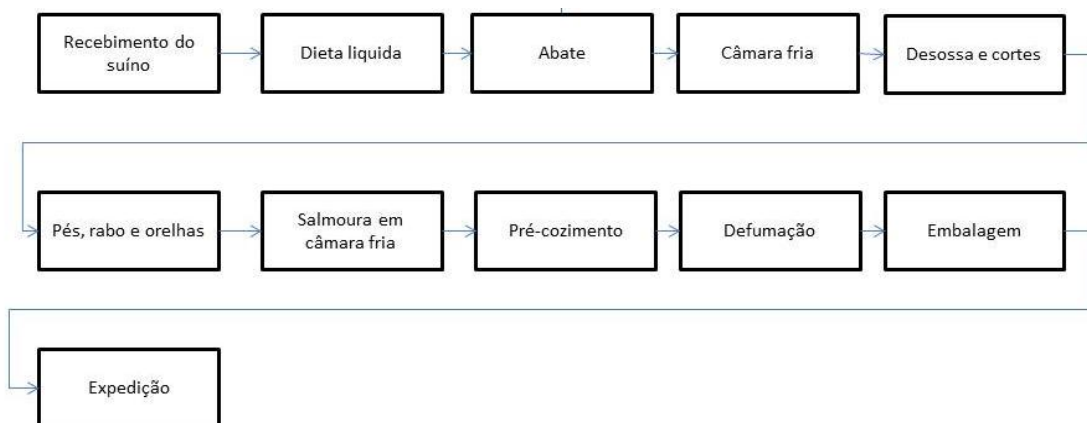 Recebimento do
suíno
Dieta liquida
Abate
Câmara fria
Desossa e cortes
Pés, rabo e orelhas
Salmoura em
câmara fria
Pré-cozimento
Defumação
Embalagem
Expedição